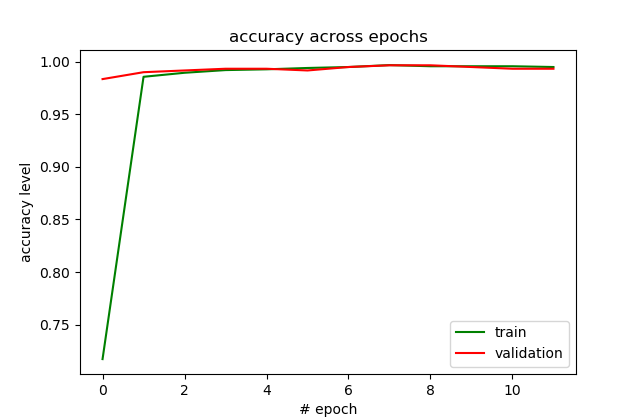 accuracy across epochs
1.00
0.95
0.90
0.85
0.80
0.75
accuracy level
train
validation
0 2 4 6 8 10
# epoch